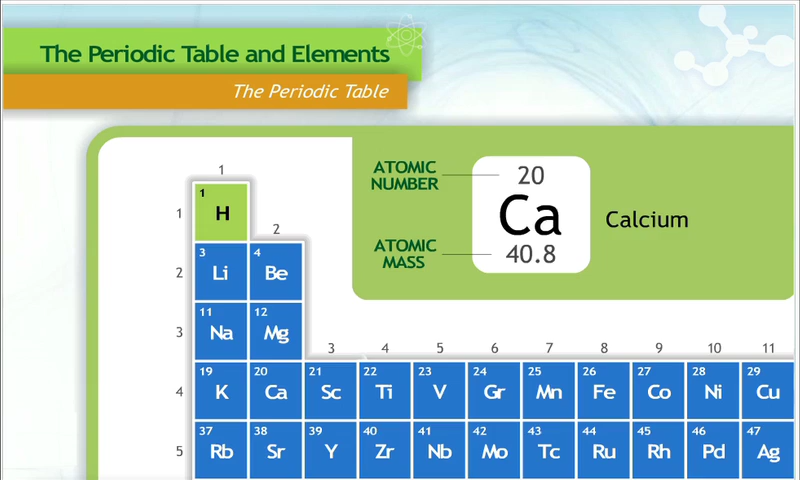 The Periodic Table and Elements
The Periodic Table
ATOMIC
NUMBER
20
Ca
Calcium
ATOMIC
MASS
40.8
1
1
1
H
2
2
3
Li
4
Be
3
11
Na
12
Mg
3 4 5 6 7 8 9 10 11
4
19 20 21 22 23 24 25 26 27 28 29
K Ca Sc Ti V Gr Mn Fe Co Ni Cu
5
37 38 39 40 41 42 43 44 45 46 47
Rb Sr Y Zr Nb Mo Tc Ru Rh Pd Ag